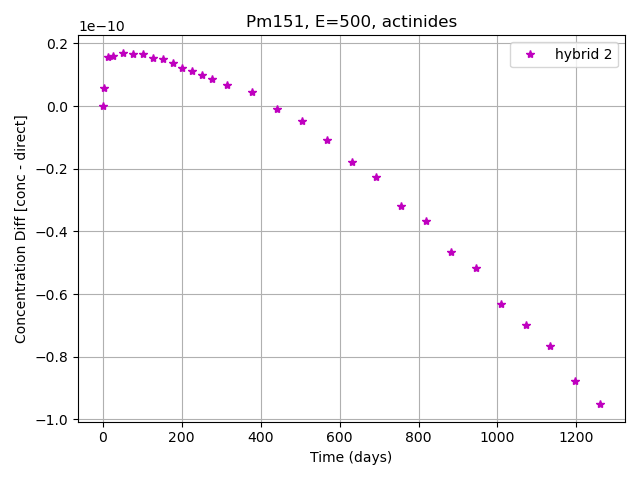 Pm151, E=500, actinides
1e−10
hybrid 2
0.2
0.0
−0.2
−0.4
−0.6
−0.8
−1.0
Concentration Diff [conc - direct]
0 200 400 600 800 1000 1200
Time (days)